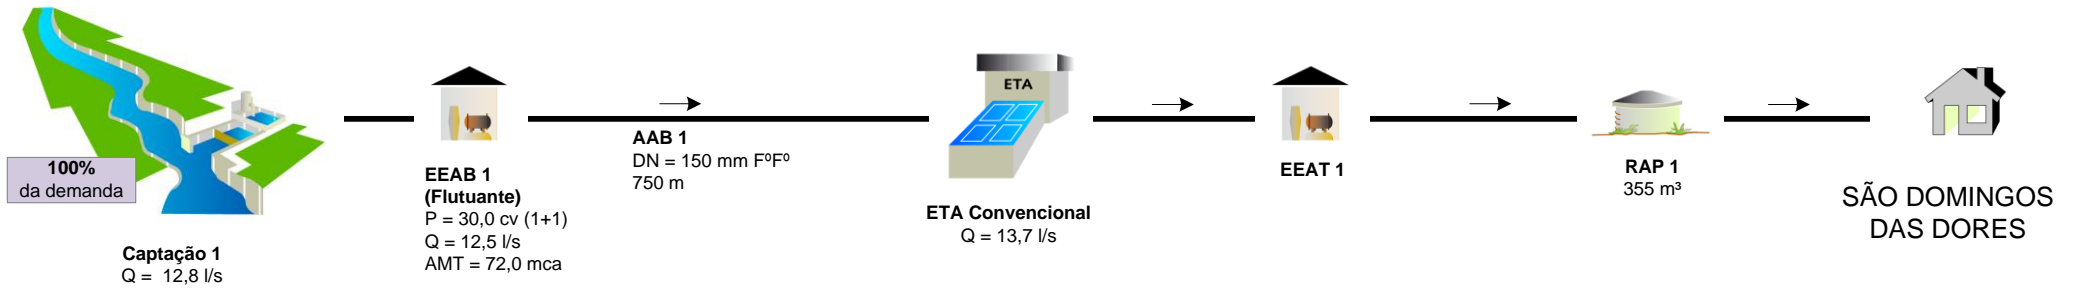 100%
da demanda
Captação 1
Q =  12,8 l/s
EEAB 1
(Flutuante)
P = 30,0 cv (1+1)
Q = 12,5 l/s
AMT = 72,0 mca
AAB 1
DN = 150 mm FºFº
750 m
ETA
ETA Convencional
Q = 13,7 l/s
EEAT 1
RAP 1
355 m³
SÃO DOMINGOS
DAS DORES